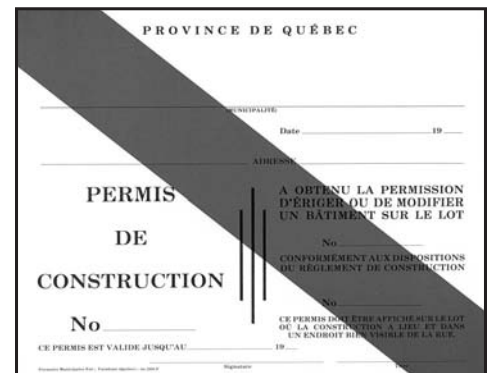 PROVINCE DE QUÉBEC
(MUNICIPALITÉ)
Date 19
ADRESSE
PERMIS
DE
CONSTRUCTION
No
A OBTENU LA PERMISSION
D'ÉRIGER OU DE MODIFIER
UN BÂTIMENT SUR LE LOT
No
CONFORMÉMENT AUX DISPOSITIONS
DU RÈGLEMENT DE CONSTRUCTION
No
CE PERMIS DOIT ÊTRE AFFICHÉ SUR LE LOT
OÙ LA CONSTRUCTION A LIEU ET DANS
UN ENDROIT BIEN VISIBLE DE LA RUE.
CE PERMIS EST VALIDE JUSQU'AU 19
Signature